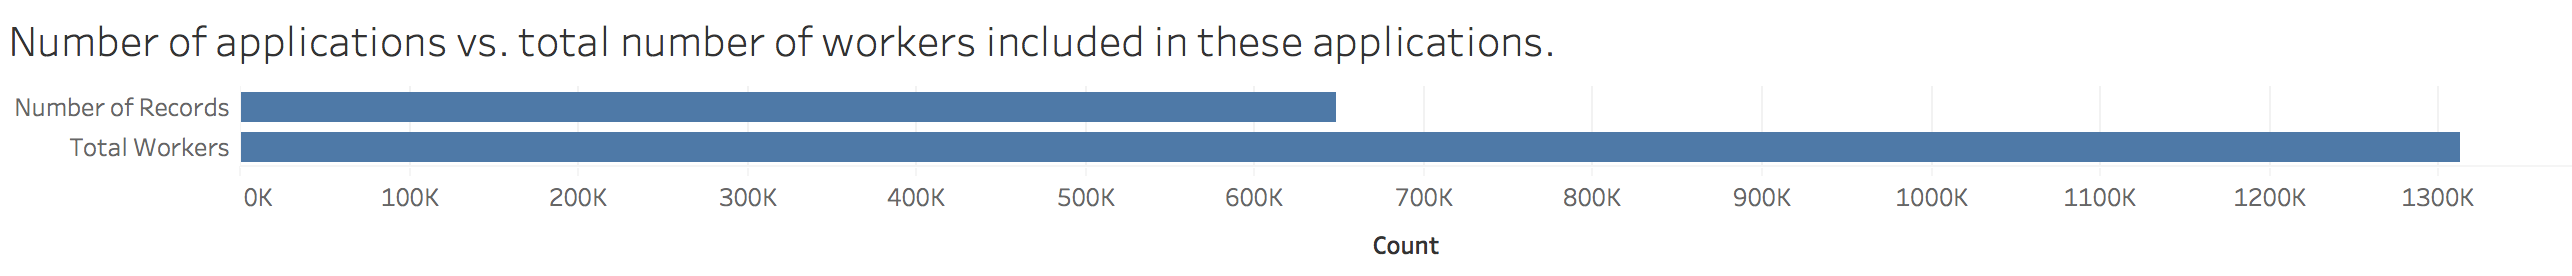 Number of applications vs. total number of workers included in these applications.
Number of Records
Total Workers
0K 100K 200K 300K 400K 500K 600K 700K 800K 900K 1000K 1100K 1200K 1300K
Count